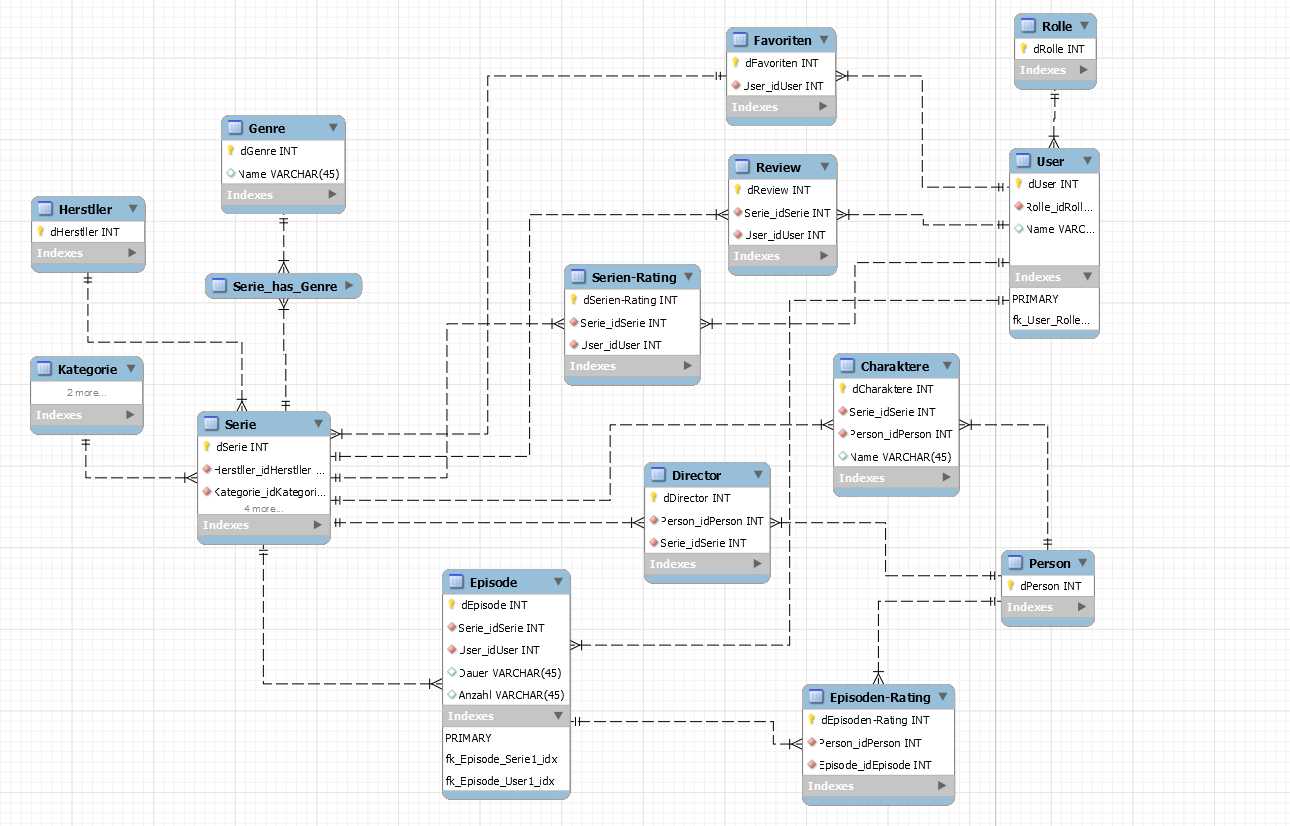 Favoriten
dFavoriten INT
Jser_idUser INT
Indexes
Rolle
dRolle INT
Indexes
Genre
dGenre INT
Name VARCHAR(45)
Indexes
Review
dReview INT
Serie_idSerie INT
Jser_idUser INT
Indexes
User
dUser INT
Rolle_idRoll...
Name VARC...
Indexes
PRIMARY
fk_User_Rolle...
Herstller
dHerstller INT
Indexes
Serie_has_Genre
Serien-Rating
dSerien-Rating INT
Serie_idSerie INT
Jser_idUser INT
Indexes
Kategorie
2 more...
Indexes
Charaktere
dCharaktere INT
Serie_idSerie INT
Person_idPerson INT
Name VARCHAR(45)
Indexes
Serie
dSerie INT
Herstller_idHerstller ...
Kategorie_idKategori...
4 more...
Indexes
Director
dDirector INT
Person_idPerson INT
Serie_idSerie INT
Indexes
Person
dPerson INT
Indexes
Episode
dEpisode INT
Serie_idSerie INT
Jser_idUser INT
Dauer VARCHAR(45)
Anzahl VARCHAR(45)
Indexes
PRIMARY
fk_Episode_Serie1_idx
fk_Episode_User1_idx
Episoden-Rating
dEpisoden-Rating INT
Person_idPerson INT
Episode_idEpisode INT
Indexes